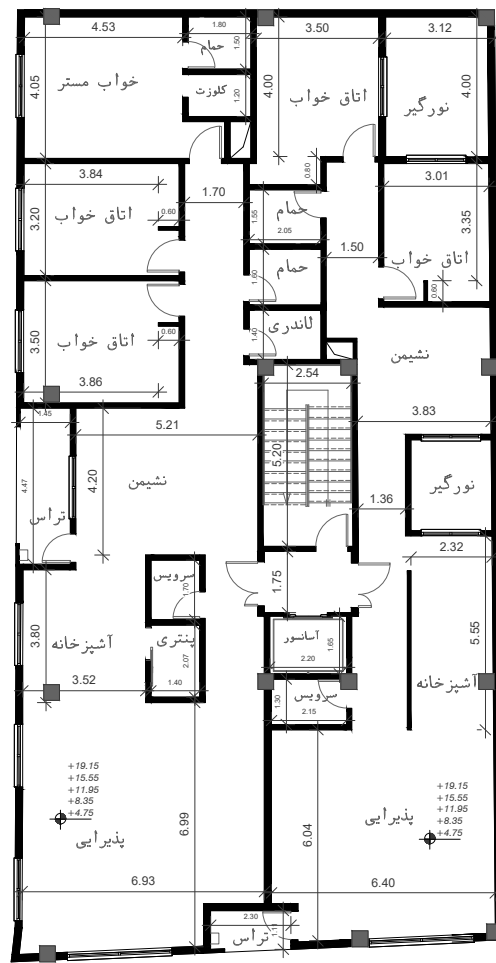 4.53
1.80
3.50
3.12
حمام
1.50
4.05
خواب مستر
4.00
4.00
کلوزت
1.20
اتاق خواب
نورگیر
3.84
1.70
0.80
3.01
0.60
3.20
اتاق خواب
1.55
حمام
2.05
3.35
1.50
اتاق خواب
حمام
1.60
0.60
3.50
اتاق خواب
0.60
لاندری
1.40
نشیمن
3.86
2.54
1.45
5.21
3.83
5.20
4.20
4.47
نشیمن
نورگیر
1.36
تراس
2.32
سرویس
1.70
1.75
3.80
آشپزخانه
پنتری
2.07
آسانسور
1.65
2.20
5.55
3.52
1.40
سرویس
1.30
2.15
آشپزخانه
+19.15
+15.55
+11.95
+8.35
+4.75
+19.15
+15.55
+11.95
+8.35
+4.75
پذیرایی
6.99
6.04
پذیرایی
6.93
6.40
2.30
1.11
تراس